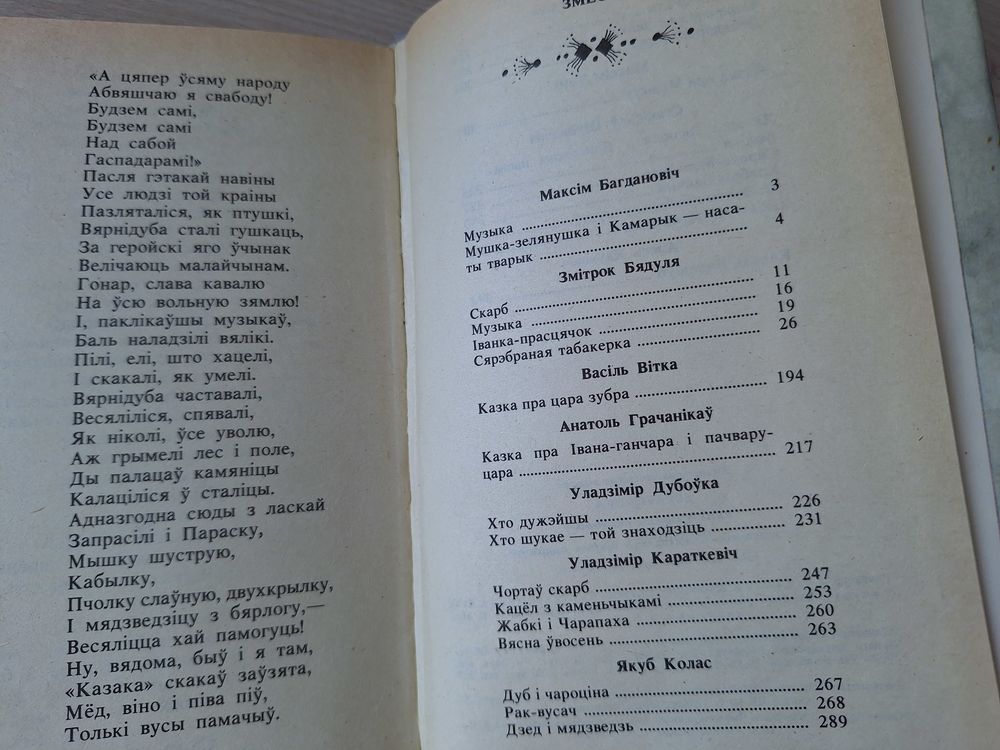 «А цяпер ўсяму народу
Абвяшчаю я свабоду!
Будзем самі,
Будзем самі
Над сабой
Гаспадарамі!»
Пасля гэтакай навіны
Усе людзі той краіны
Пазляталіся, як птушкі,
Вярнідуба сталі гушкаць,
За геройскі яго ўчынак
Велічаюць малайчынам.
Гонар, слава кавалю
На ўсю вольную зямлю!
І, паклікаўшы музыкаў,
Баль наладзілі вялікі.
Пілі, елі, што хацелі,
І скакалі, як умелі.
Вярнідуба частавалі,
Весяліліся, спявалі,
Як ніколі, ўсе уволю,
Аж грымелі лес і поле,
Ды палацаў камяніцы
Калаціліся ў сталіцы.
Адназгодна сюды з ласкай
Запрасілі і Параску,
Мышку шуструю,
Кабылку,
Пчолку слаўную, двухкрылку,
І мядзведзіцу з бярлогу,—
Весяліцца хай памогуць!
Ну, вядома, быў і я там,
«Казака» скакаў заўзята,
Мёд, віно і піва піў,
Толькі вусы памачыў.
Максім Багдановіч
Музыка 3
Мушка-зелянушка і Камарык — наса-
ты тварык 4
Змітрок Бядуля
Скарб 11
Музыка 16
Іванка-прасцячок 19
Сярэбраная табакерка 26
Васіль Вітка
Казка пра цара зубра 194
Анатоль Грачанікаў
Казка пра Івана-ганчара і пачвару-
цара 217
Уладзімір Дубоўка
Хто дужэйшы 226
Хто шукае — той знаходзіць 231
Уладзімір Караткевіч
Чортаў скарб 247
Кацёл з каменьчыкамі 253
Жабкі і Чарапаха 260
Вясна ўвосень 263
Якуб Колас
Дуб і чароціна 267
Рак-вусач 268
Дзед і мядзведзь 289